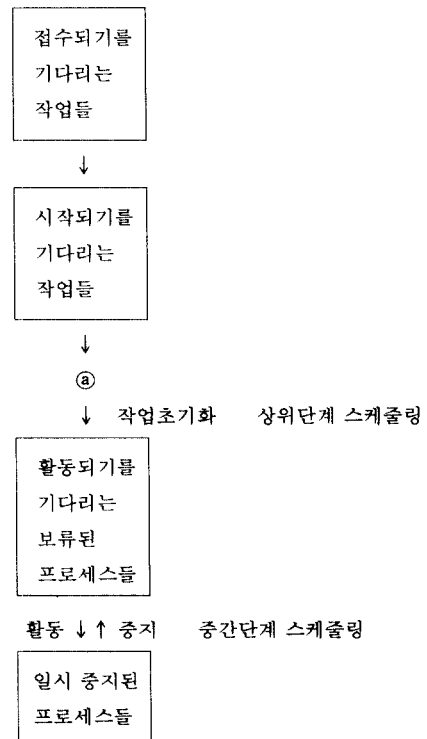 접수되기를
기다리는
작업들
↓
시작되기를
기다리는
작업들
↓
ⓐ
↓ 작업초기화 상위단계 스케줄링
활동되기를
기다리는
보류된
프로세스들
활동 ↓ ↑ 중지 중간단계 스케줄링
일시 중지된
프로세스들